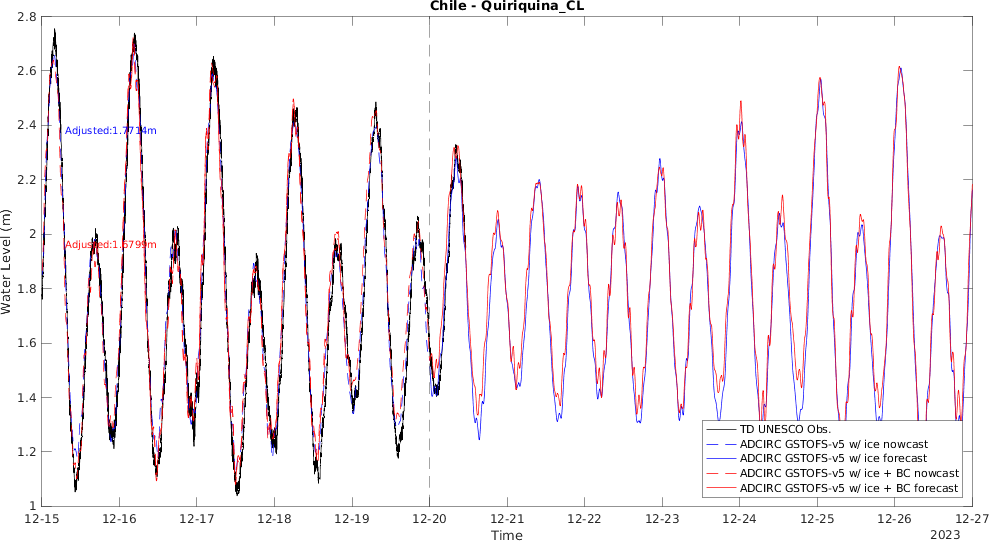 Chile - Quiriquina_CL
2.8
2.6
2.4
2.2
2
1.8
1.6
1.4
1.2
1
Water Level (m)
Adjusted:1.7714m
Adjusted:1.6799m
TD UNESCO Obs.
ADCIRC GSTOFS-v5 w/ ice nowcast
ADCIRC GSTOFS-v5 w/ ice forecast
ADCIRC GSTOFS-v5 w/ ice + BC nowcast
ADCIRC GSTOFS-v5 w/ ice + BC forecast
12-15 12-16 12-17 12-18 12-19 12-20 12-21 12-22 12-23 12-24 12-25 12-26 12-27
Time
2023